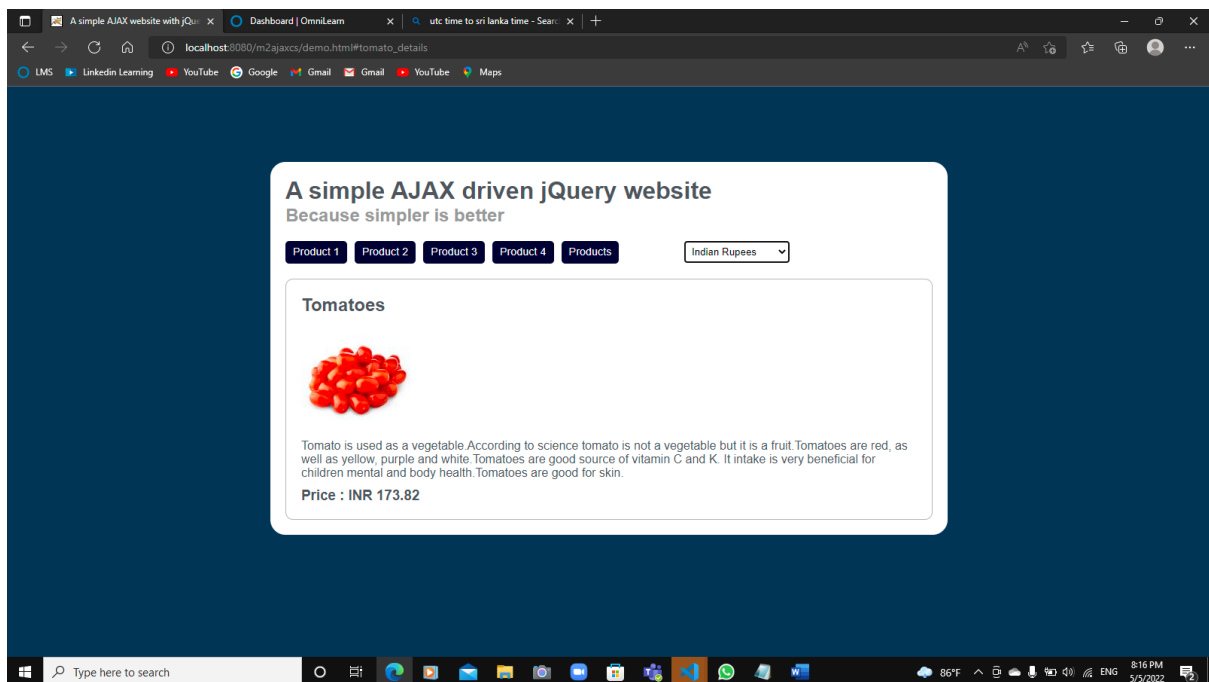 A simple AJAX website with jQue
Dashboard | OmniLearn
utc time to sri lanka time - Searc
localhost:8080/m2ajaxcs/demo.html#tomato_details
LMS
Linkedin Learning
YouTube
Google
Gmail
Gmail
YouTube
Maps
A simple AJAX driven jQuery website
Because simpler is better
Product 1
Product 2
Product 3
Product 4
Products
Indian Rupees
Tomatoes
Tomato is used as a vegetable.According to science tomato is not a vegetable but it is a fruit.Tomatoes are red, as
well as yellow, purple and white.Tomatoes are good source of vitamin C and K. It intake is very beneficial for
children mental and body health.Tomatoes are good for skin.
Price : INR 173.82
Type here to search
86°F
ENG
8:16 PM
5/5/2022
2